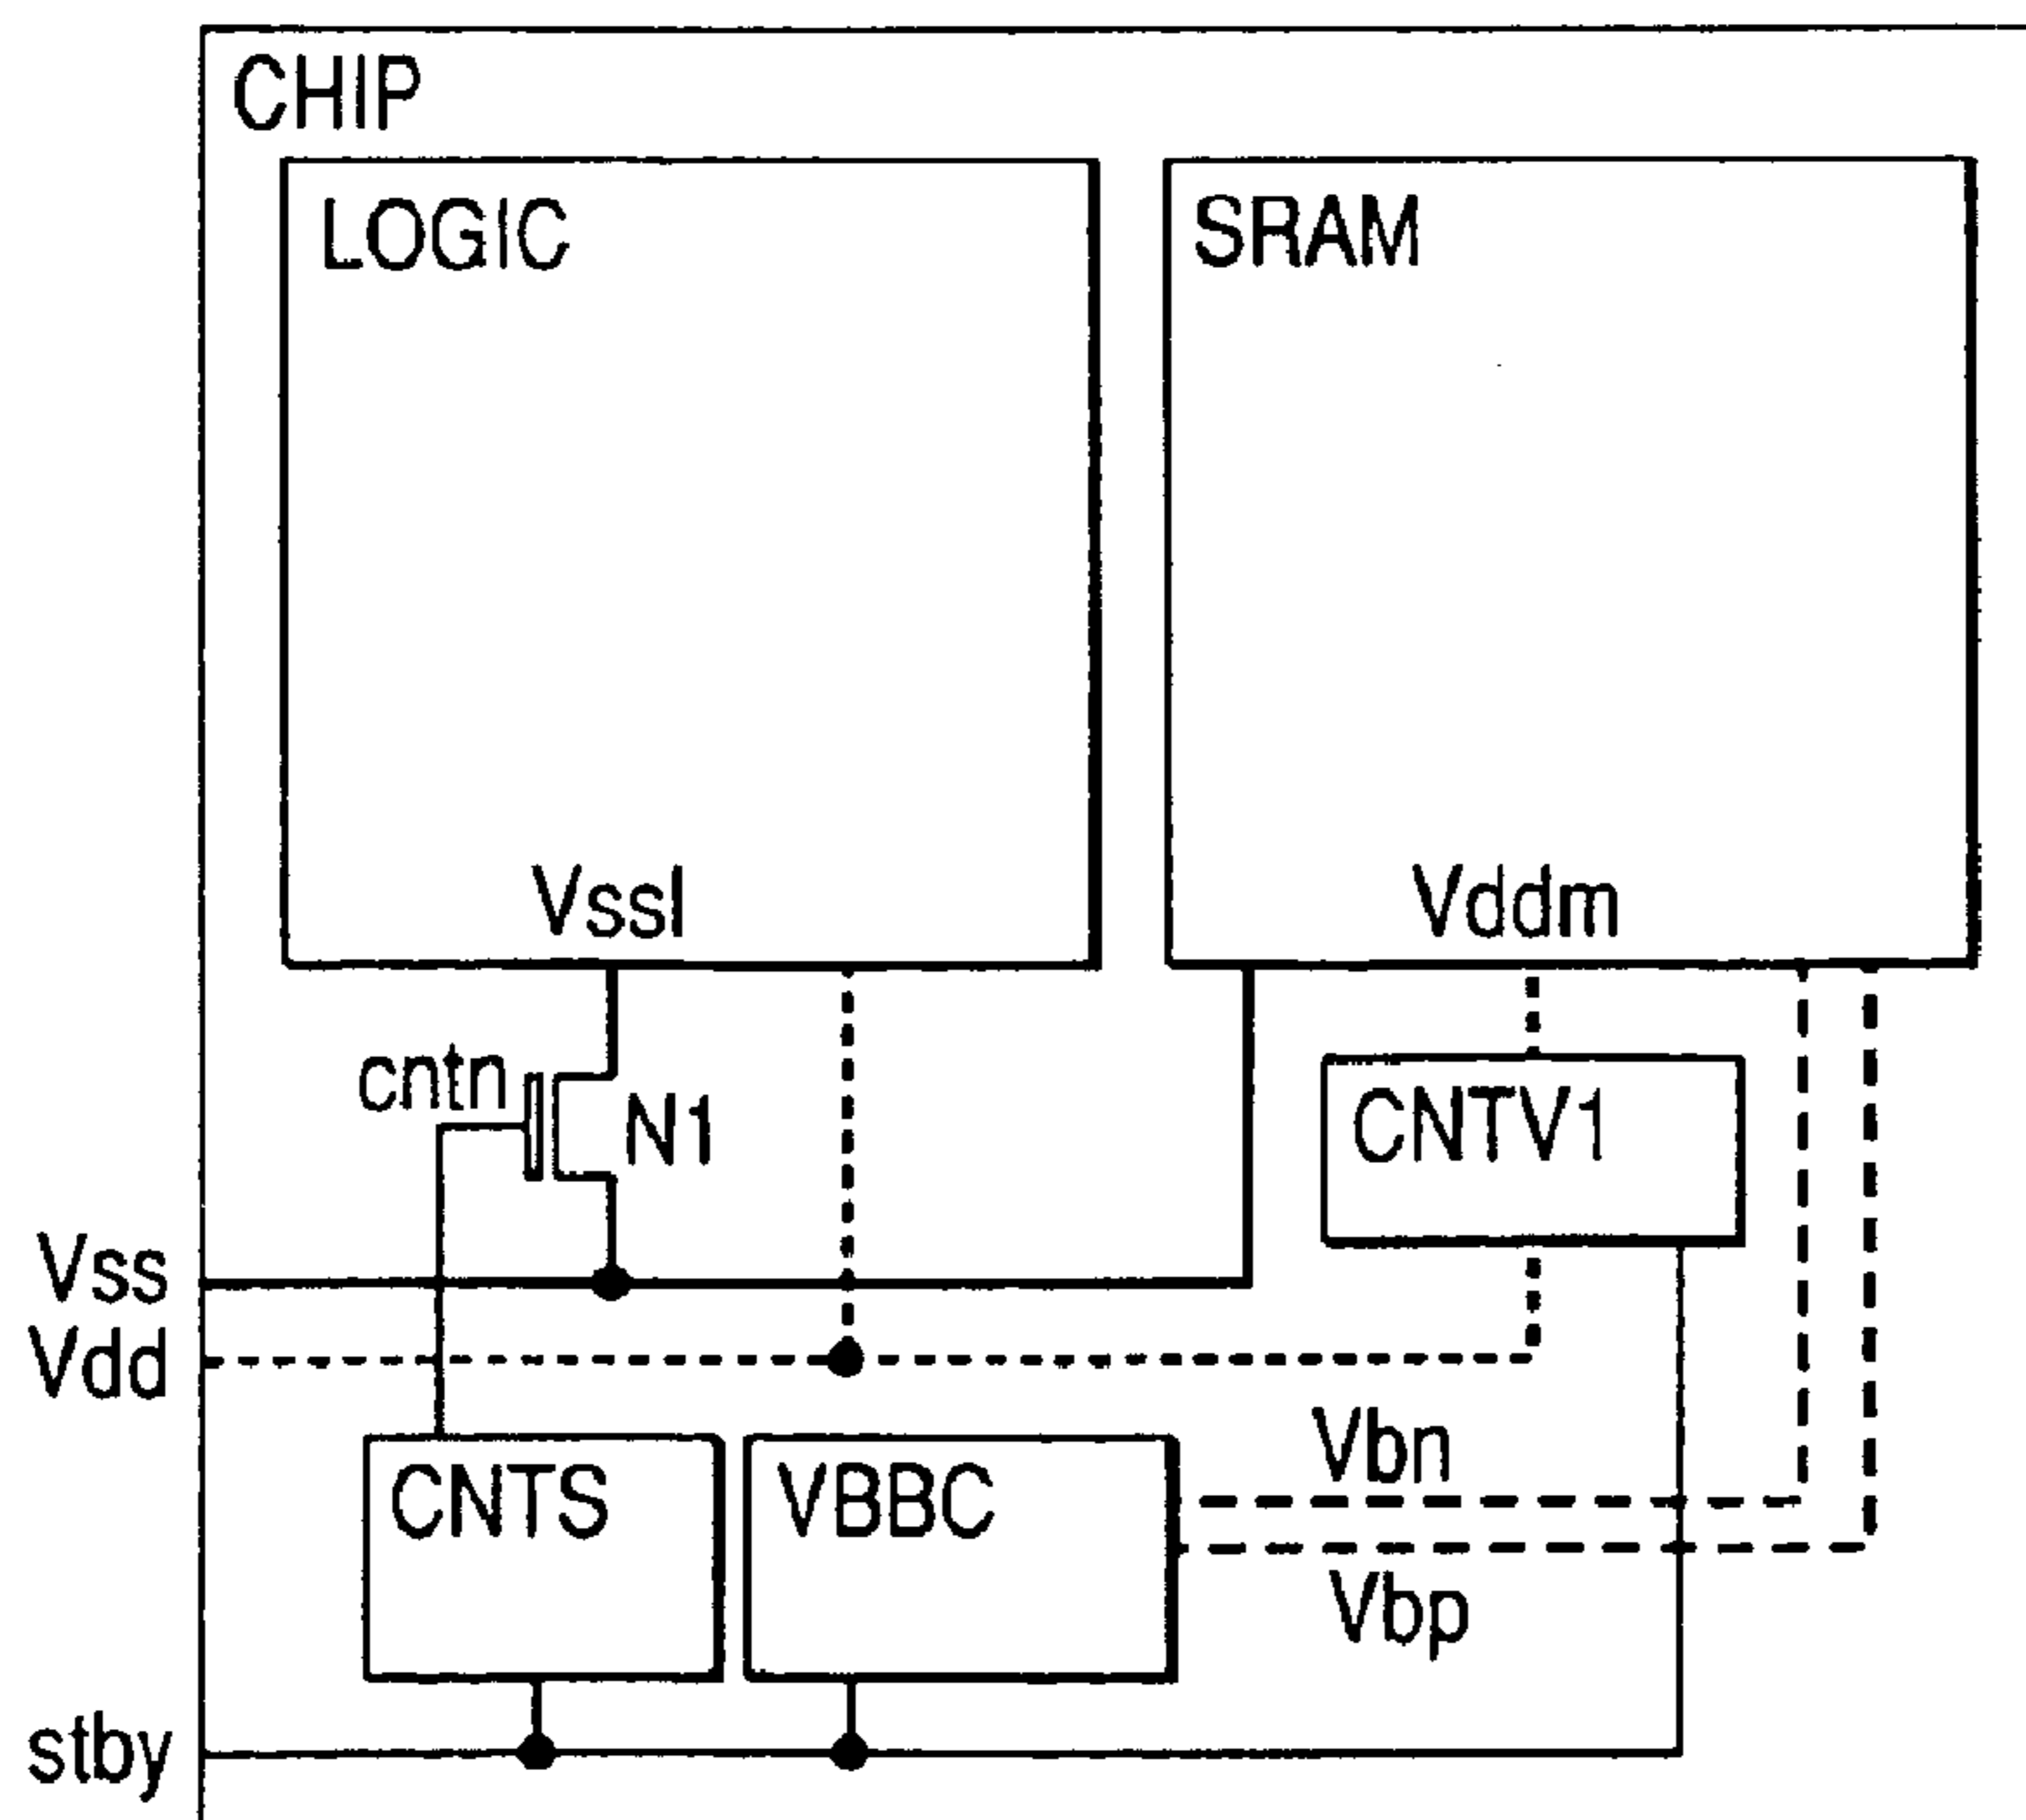 CHIP
LOGIC
SRAM
Vssl
Vddm
cntn
N1
CNTV1
Vss
Vdd
Vbn
CNTS
VBBC
Vbp
stby